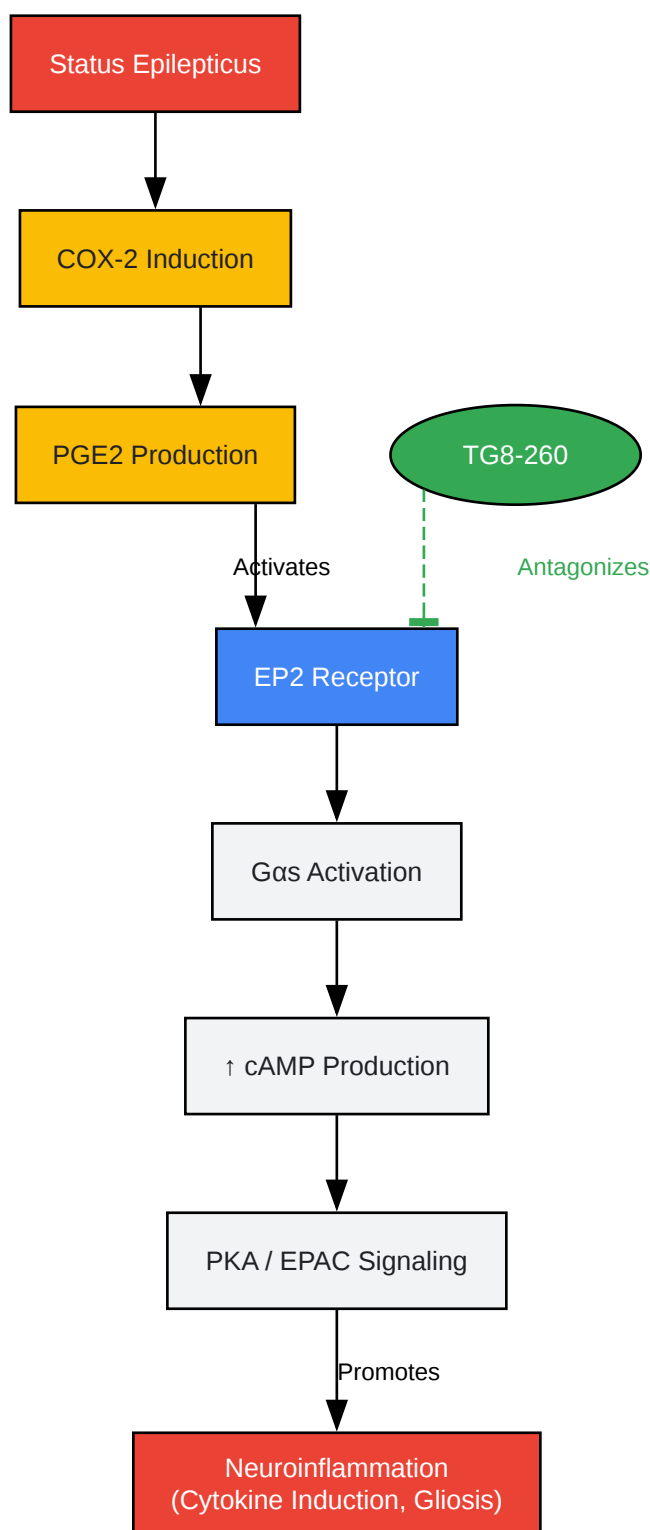 Status Epilepticus
COX-2 Induction
PGE2 Production
TG8-260
Activates
Antagonizes
EP2 Receptor
Gαs Activation
↑ cAMP Production
PKA / EPAC Signaling
Promotes
Neuroinflammation
(Cytokine Induction, Gliosis)